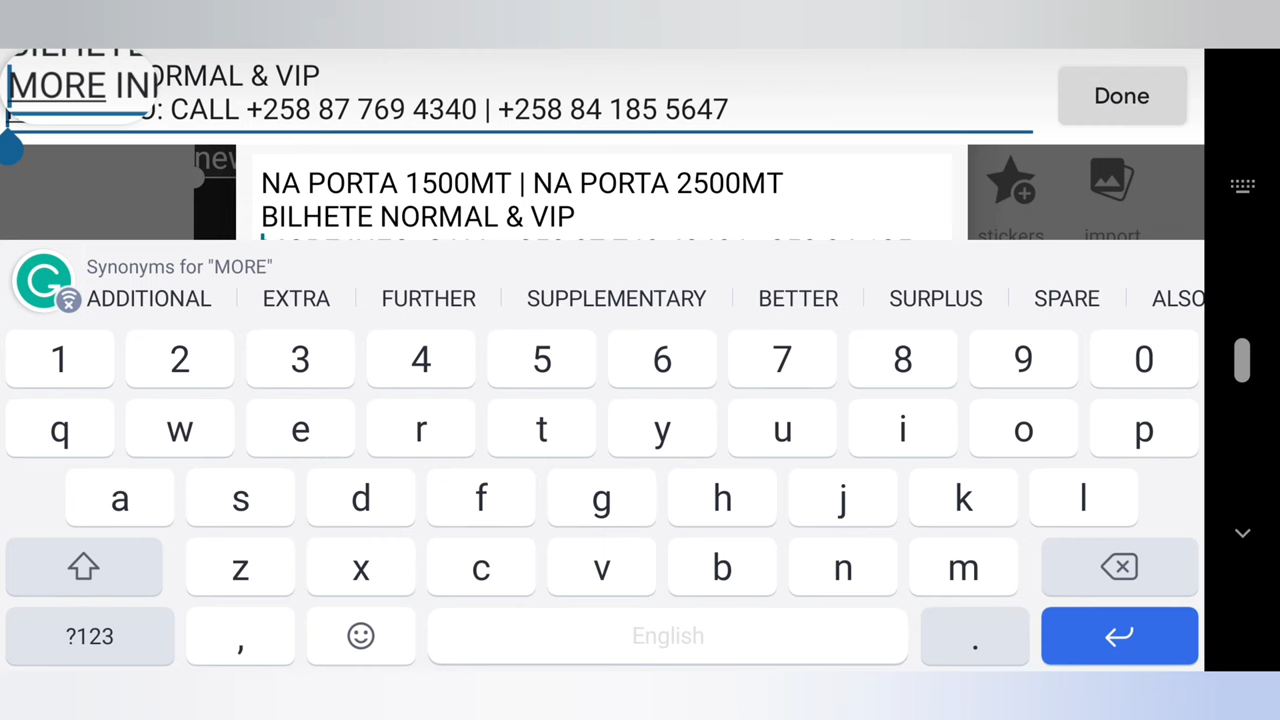 MORE IN
ORMAL & VIP
O: CALL +258 87 769 4340 | +258 84 185 5647
Done
new
NA PORTA 1500MT | NA PORTA 2500MT
BILHETE NORMAL & VIP
stickers
import
Synonyms for "MORE"
ADDITIONAL EXTRA FURTHER SUPPLEMENTARY BETTER SURPLUS SPARE ALSO
1 2 3 4 5 6 7 8 9 0
q w e r t y u i o p
a s d f g h j k l
z x c v b n m
?123 , English .